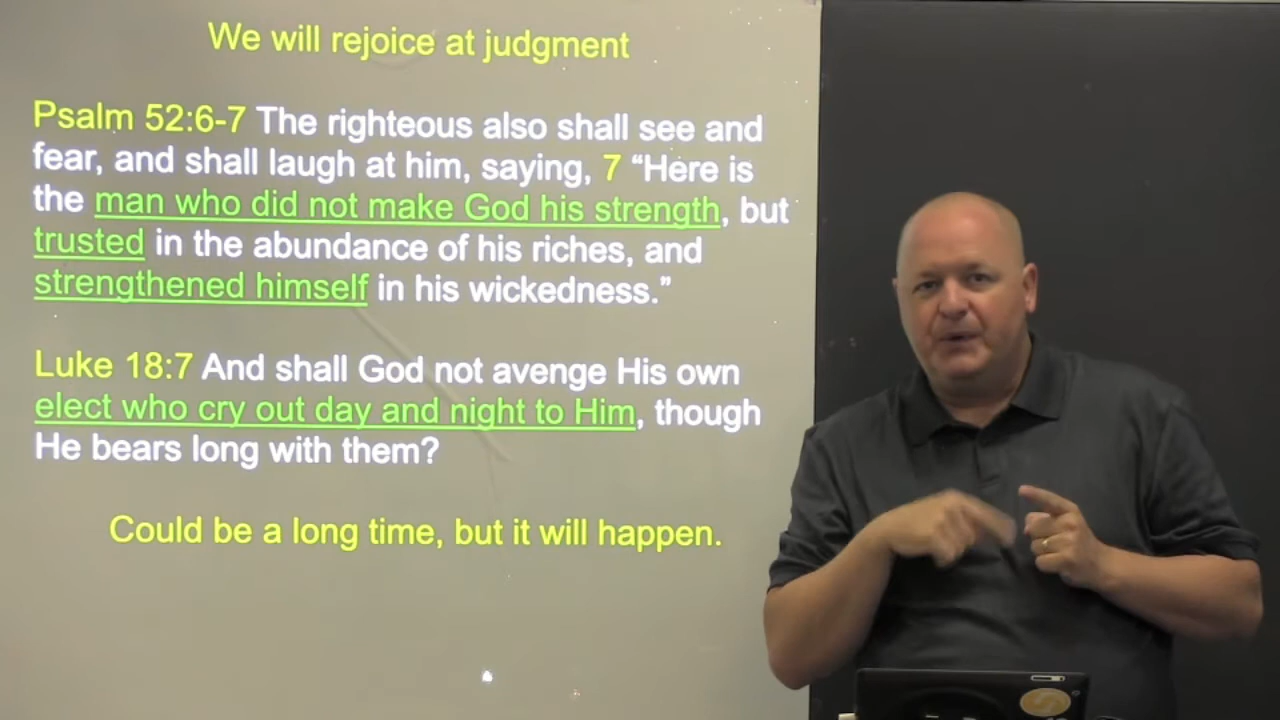 We will rejoice at judgment
Psalm 52:6-7 The righteous also shall see and
fear, and shall laugh at him, saying, 7 “Here is
the man who did not make God his strength, but
trusted in the abundance of his riches, and
strengthened himself in his wickedness.”
Luke 18:7 And shall God not avenge His own
elect who cry out day and night to Him, though
He bears long with them?
Could be a long time, but it will happen.